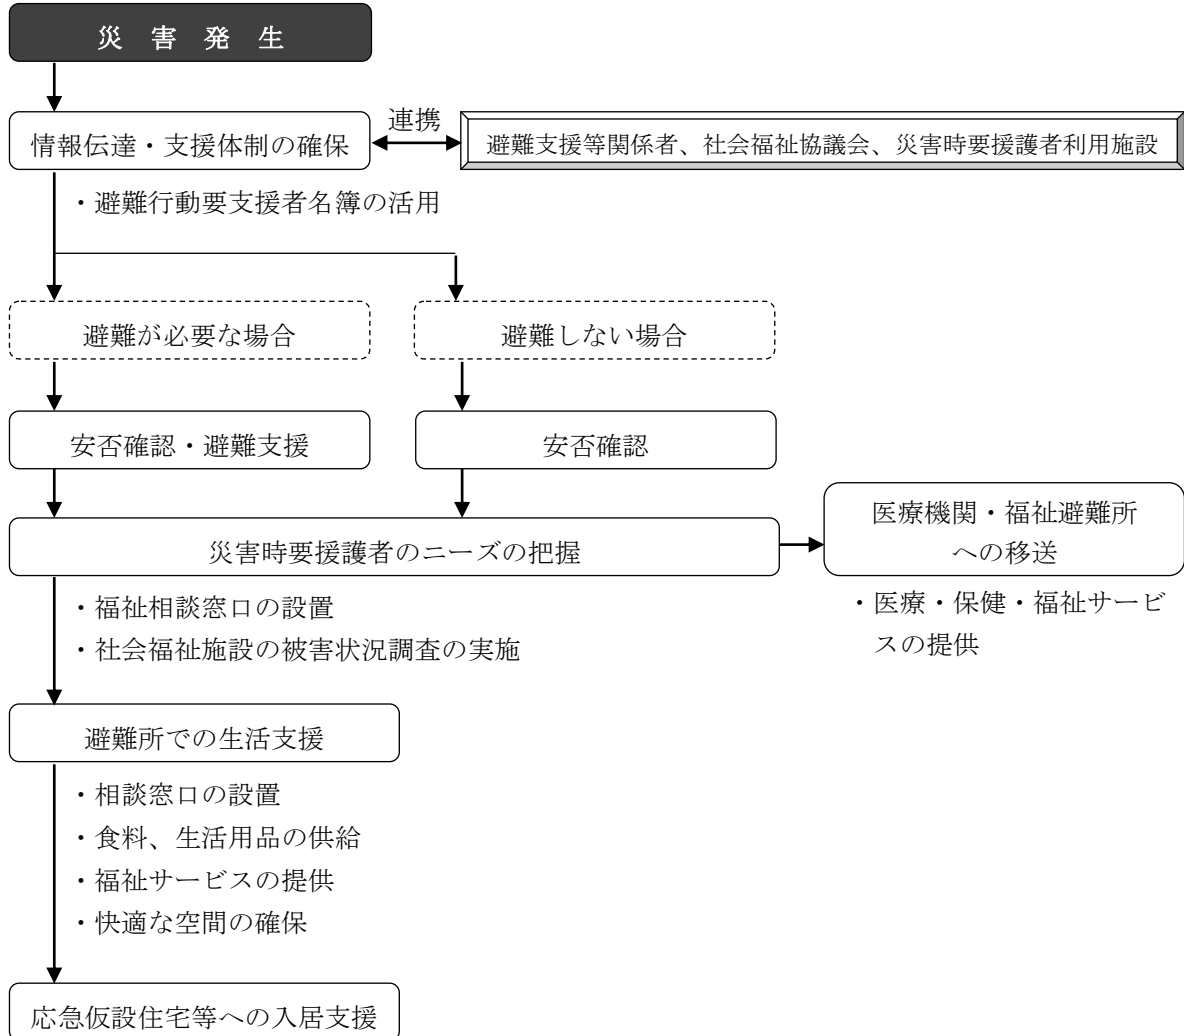 災 害 発 生
連携
情報伝達・支援体制の確保
避難支援等関係者、社会福祉協議会、災害時要援護者利用施設
・避難行動要支援者名簿の活用
避難が必要な場合
避難しない場合
安否確認・避難支援
安否確認
災害時要援護者のニーズの把握
医療機関・福祉避難所
への移送
・福祉相談窓口の設置
・社会福祉施設の被害状況調査の実施
・医療・保健・福祉サービ
スの提供
避難所での生活支援
・相談窓口の設置
・食料、生活用品の供給
・福祉サービスの提供
・快適な空間の確保
応急仮設住宅等への入居支援